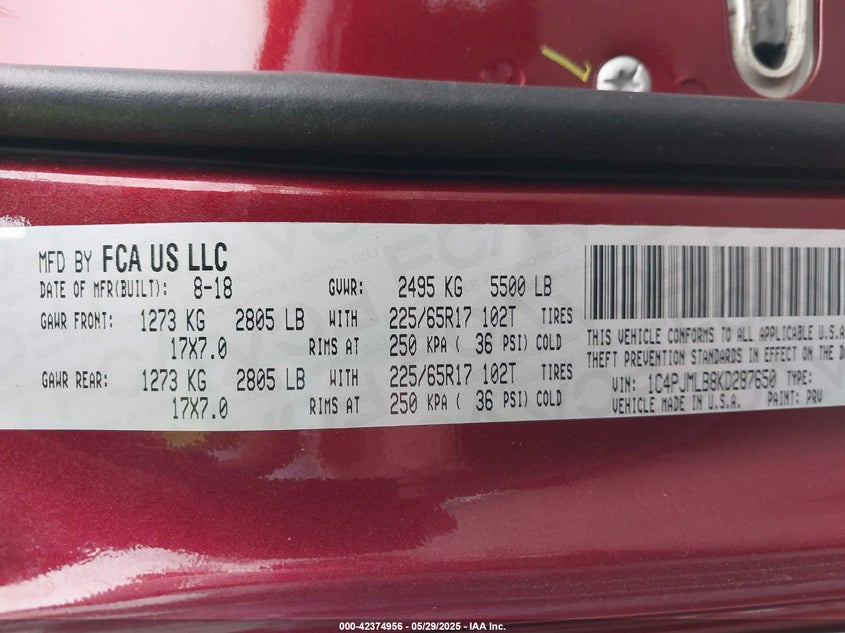 MFD BY FCA US LLC
DATE OF MFR(BUILT): 8-18 GVWR: 2495 KG 5500 LB
GAWR FRONT: 1273 KG 2805 LB WITH 225/65R17 102T TIRES
17X7.0 RIMS AT 250 KPA ( 36 PSI) COLD
GAWR REAR: 1273 KG 2805 LB WITH 225/65R17 102T TIRES
17X7.0 RIMS AT 250 KPA ( 36 PSI) COLD
THIS VEHICLE CONFORMS TO ALL APPLICABLE U.S.A
THEFT PREVENTION STANDARDS IN EFFECT ON THE D
VIN: 1C4PJMLB8KD287650 TYPE:
VEHICLE MADE IN U.S.A. PAINT: PRV
000-42374956 — 05/29/2025 — IAA Inc.